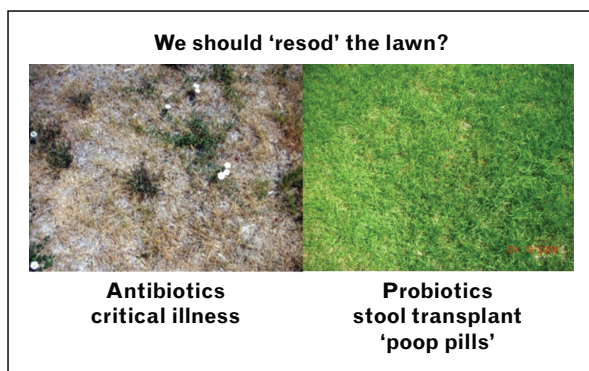 We should ‘resod’ the lawn?
Antibiotics
critical illness
Probiotics
stool transplant
‘poop pills’